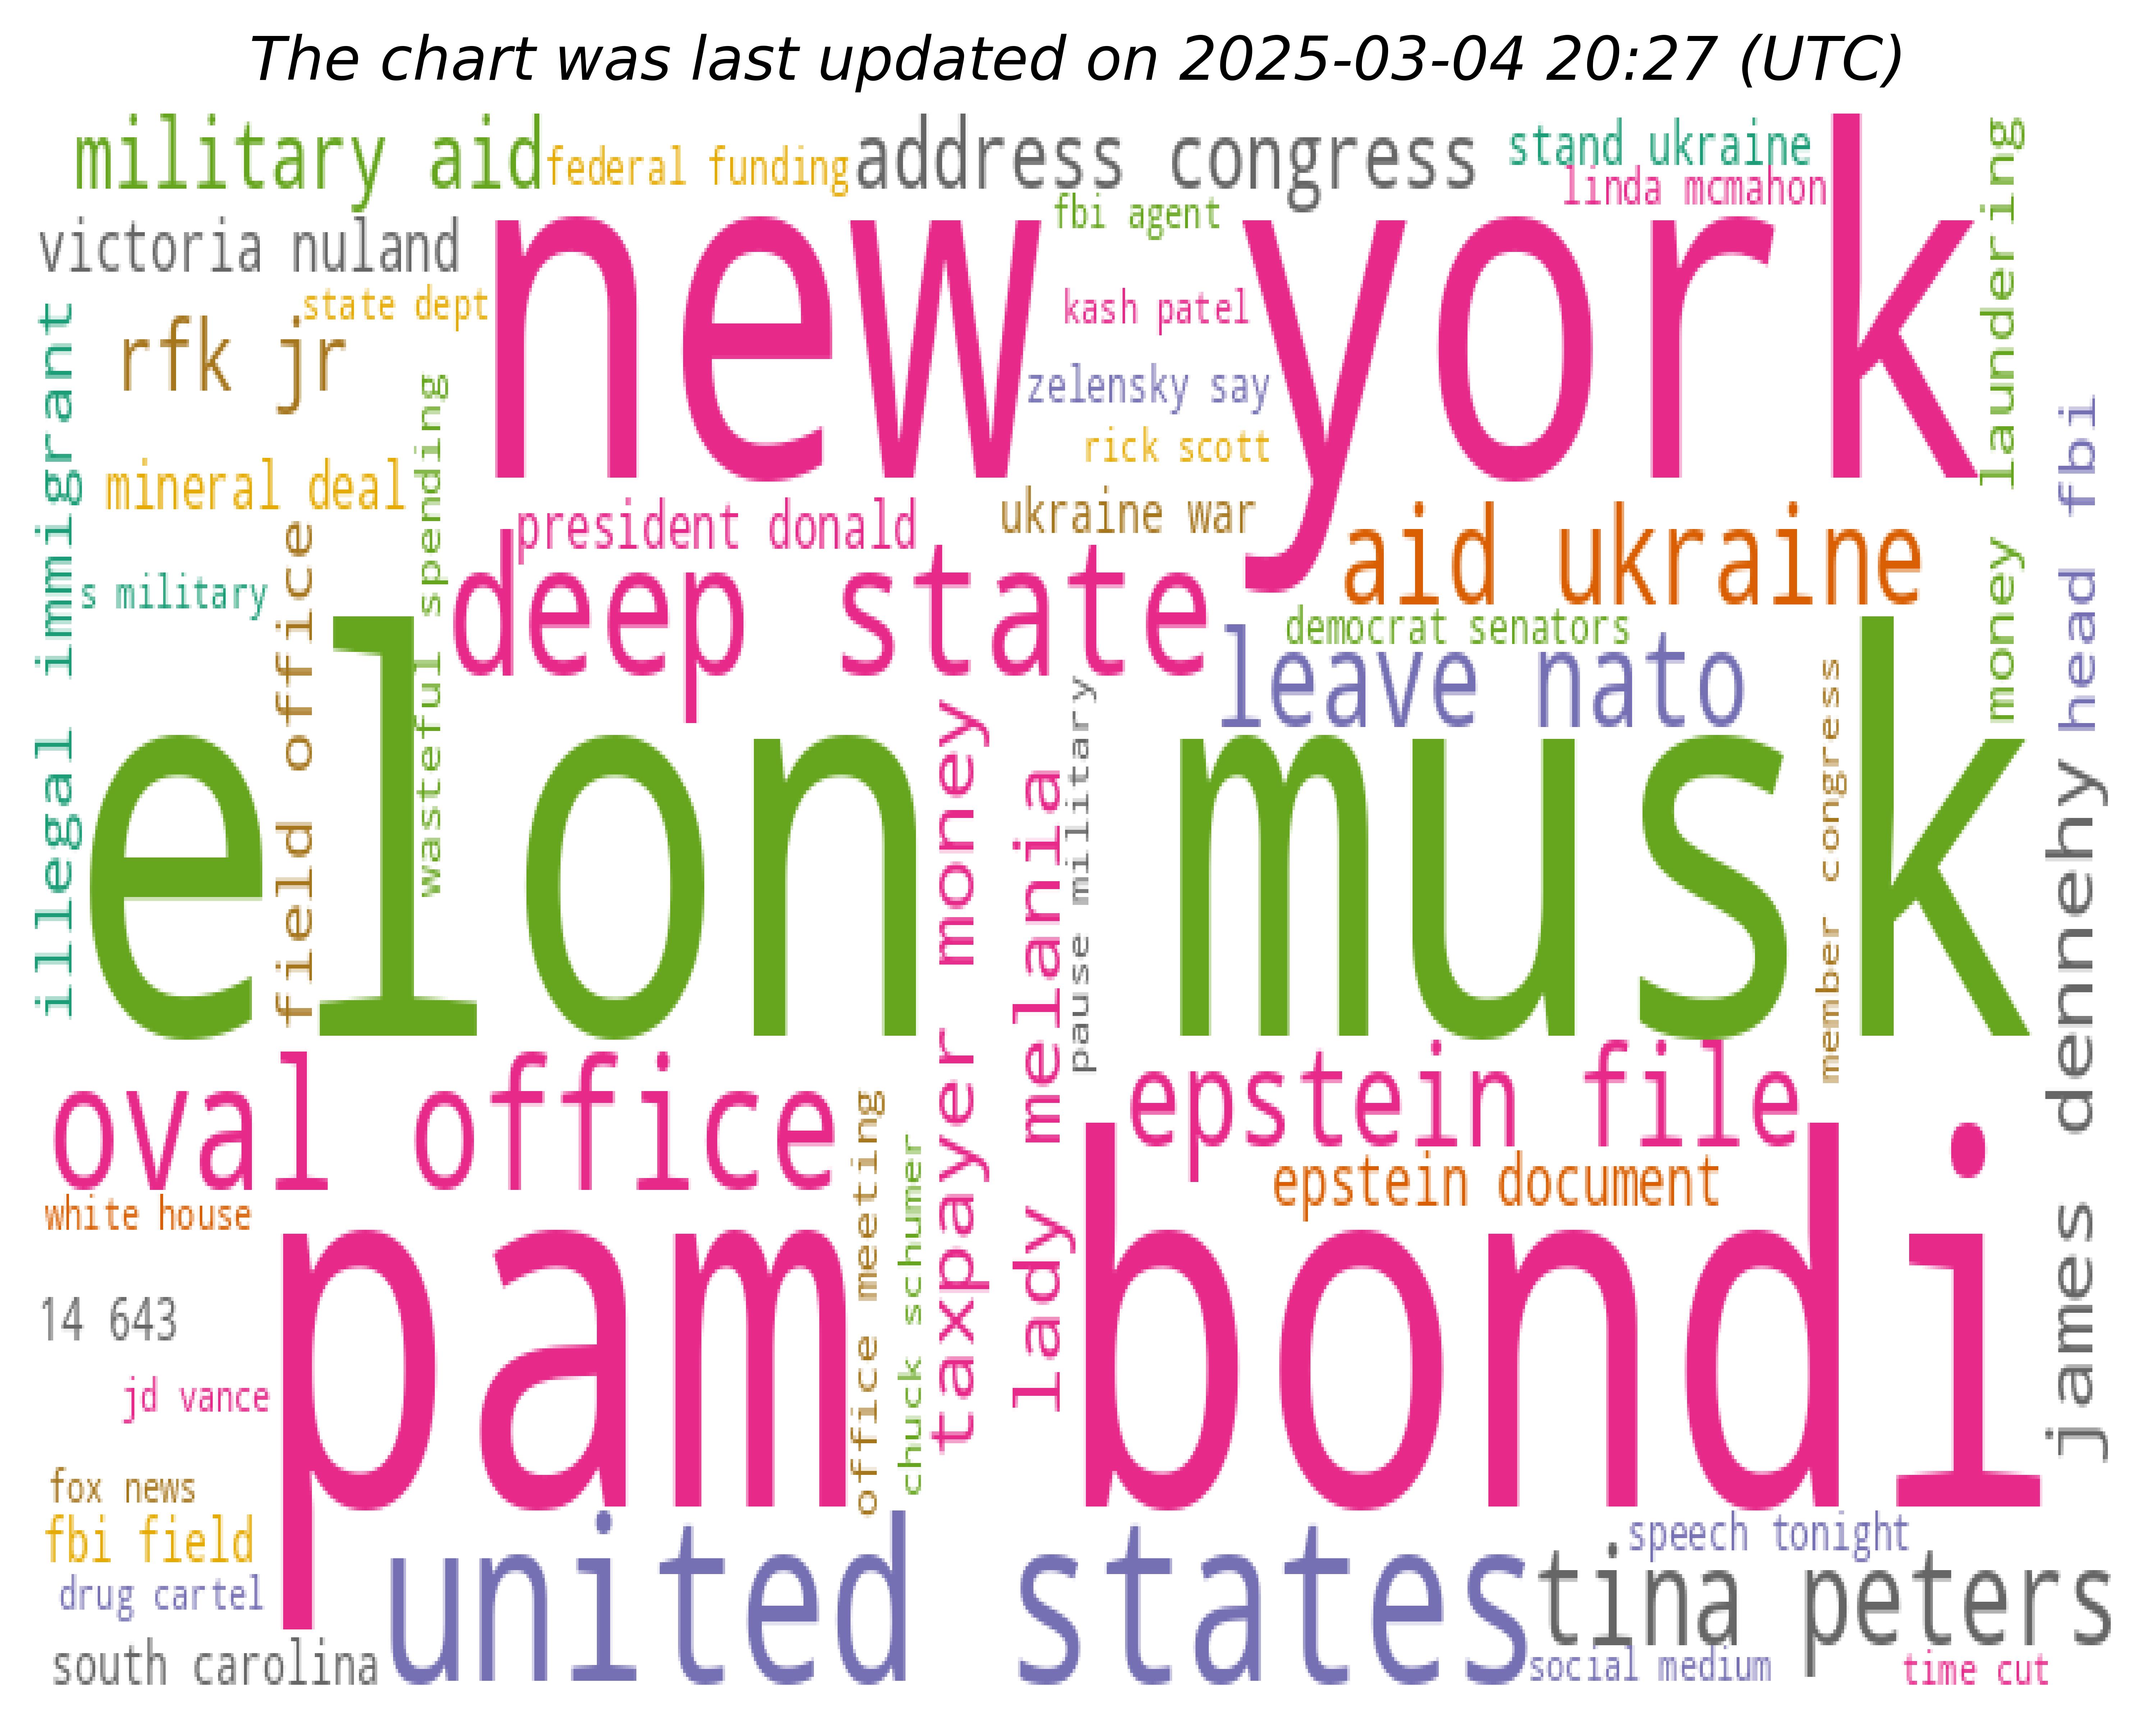 The chart was last updated on 2025-03-04 20:27 (UTC)
military aid
federal funding
address congress
stand ukraine
linda mcmahon
fbi agent
victoria nuland
new york
state dept
kash patel
rfk jr
zelensky say
rick scott
mineral deal
president donald
ukraine war
aid ukraine
s military
deep state
democrat senators
leave nato
illegal immigrant
field office
wasteful spending
money laundering
head fbi
elon musk
taxpayer money
lady melania
pause military
member congress
james dennehy
oval office
epstein file
epstein document
white house
office meeting
chuck schumer
14 643
pam bondi
jd vance
fox news
fbi field
drug cartel
south carolina
united states
speech tonight
tina peters
social medium
time cut